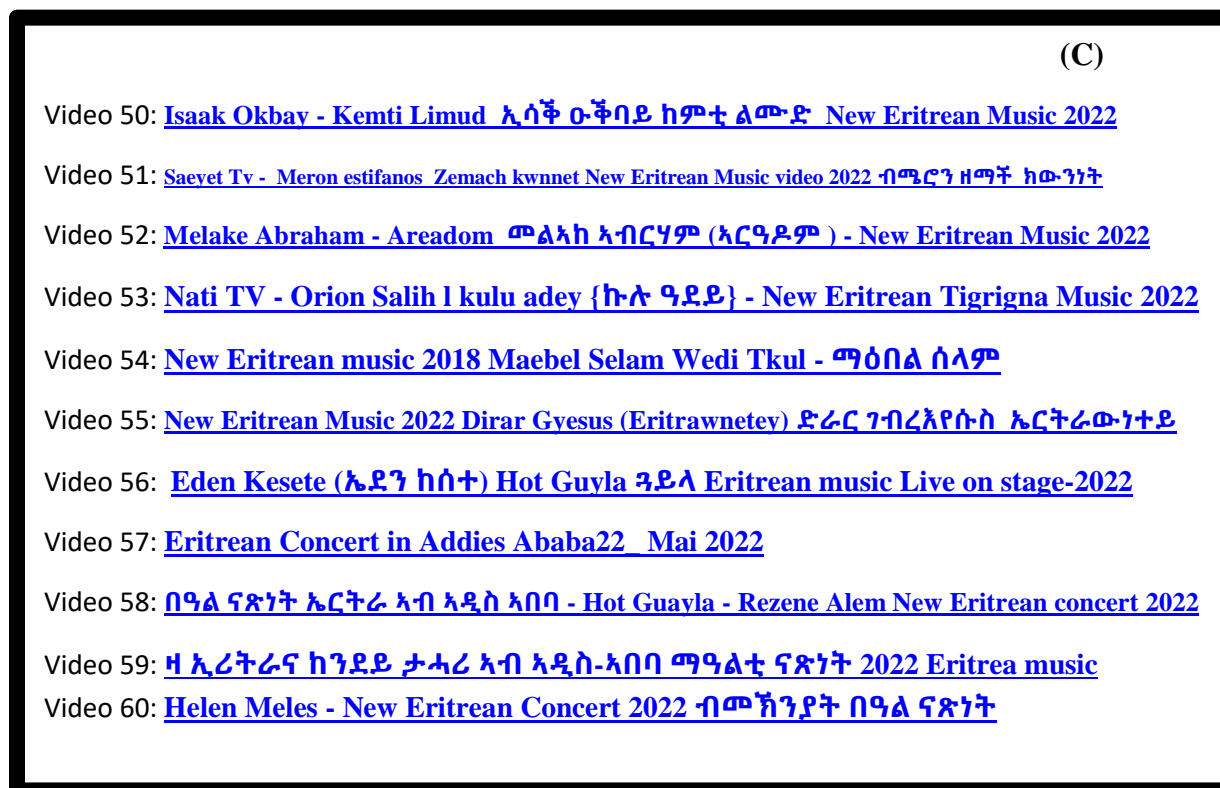 (C)
Video 50: Isaak Okbay - Kemti Limud ኢሳቕ ዑቕባይ ከምቲ ልሙድ New Eritrean Music 2022
Video 51: Saeyet Tv - Meron estifanos Zemach kwnnet New Eritrean Music video 2022 ብሜሮን ዘማች ክውንነት
Video 52: Melake Abraham - Areadom መልኣከ ኣብርሃም (ኣርዓዶም ) - New Eritrean Music 2022
Video 53: Nati TV - Orion Salih l kulu adey {ኩሉ ዓደይ} - New Eritrean Tigrigna Music 2022
Video 54: New Eritrean music 2018 Maebel Selam Wedi Tkul - ማዕበል ሰላም
Video 55: New Eritrean Music 2022 Dirar Gyesus (Eritrawnetey) ድራር ገብረእየሱስ ኤርትራውነተይ
Video 56: Eden Kesete (ኤደን ከሰተ) Hot Guyla ጓይላ Eritrean music Live on stage-2022
Video 57: Eritrean Concert in Addies Ababa22_ Mai 2022
Video 58: በዓል ናጽነት ኤርትራ ኣብ ኣዲስ ኣበባ - Hot Guayla - Rezene Alem New Eritrean concert 2022
Video 59: ዛ ኢሪትራና ከንደይ ታሓሪ ኣብ ኣዲስ-ኣበባ ማዓልቲ ናጽነት 2022 Eritrea music
Video 60: Helen Meles - New Eritrean Concert 2022 ብመኽንያት በዓል ናጽነት